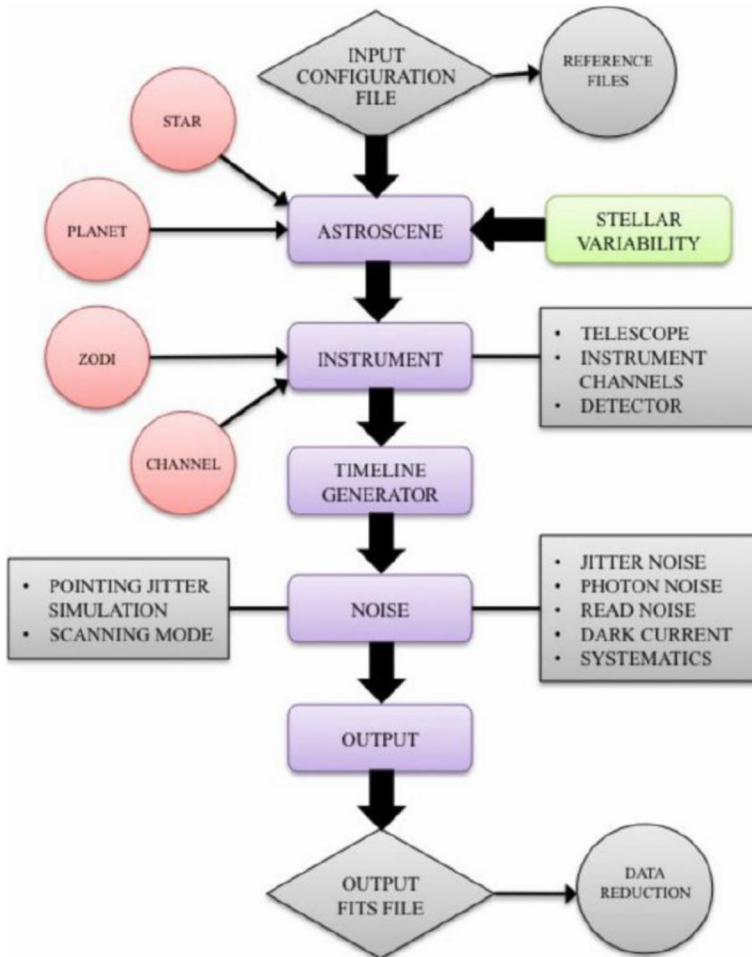 INPUT
CONFIGURATION
FILE
REFERENCE
FILES
STAR
PLANET
ASTROSCENE
STELLAR
VARIABILITY
ZODI
INSTRUMENT
• TELESCOPE
• INSTRUMENT
CHANNELS
• DETECTOR
CHANNEL
TIMELINE
GENERATOR
• POINTING JITTER
SIMULATION
• SCANNING MODE
NOISE
• JITTER NOISE
• PHOTON NOISE
• READ NOISE
• DARK CURRENT
• SYSTEMATICS
OUTPUT
OUTPUT
FITS FILE
DATA
REDUCTION